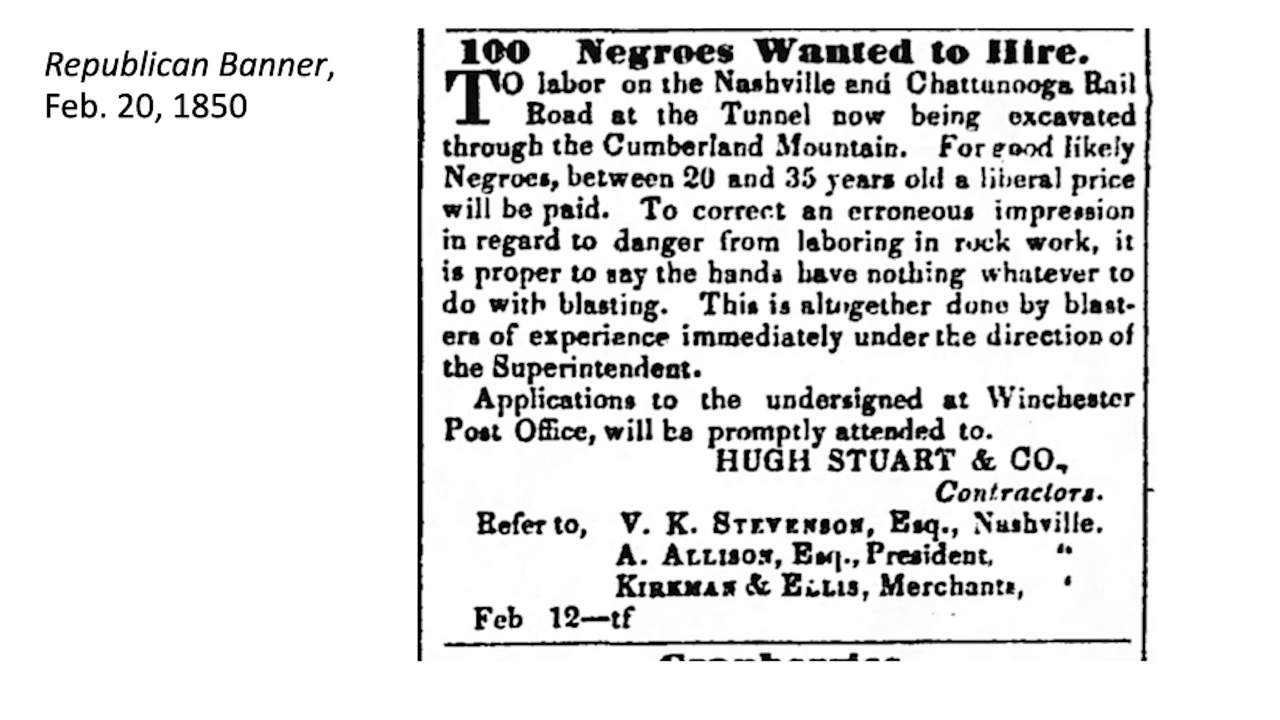 Republican Banner,
Feb. 20, 1850
100 Negroes Wanted to Hire.
TO labor on the Nashville and Chattanooga Rail
Road at the Tunnel now being excavated
through the Cumberland Mountain. For good likely
Negroes, between 20 and 35 years old a liberal price
will be paid. To correct an erroneous impression
in regard to danger from laboring in rock work, it
is proper to say the hands have nothing whatever to
do with blasting. This is altogether done by blast-
ers of experience immediately under the direction of
the Superintendent.
Applications to the undersigned at Winchester
Post Office, will be promptly attended to.
HUGH STUART & CO.,
Contractors.
Refer to, V. K. STEVENSON, Esq., Nashville.
A. ALLISON, Esq., President, "
KIRKMAN & ELLIS, Merchants, "
Feb 12—tf